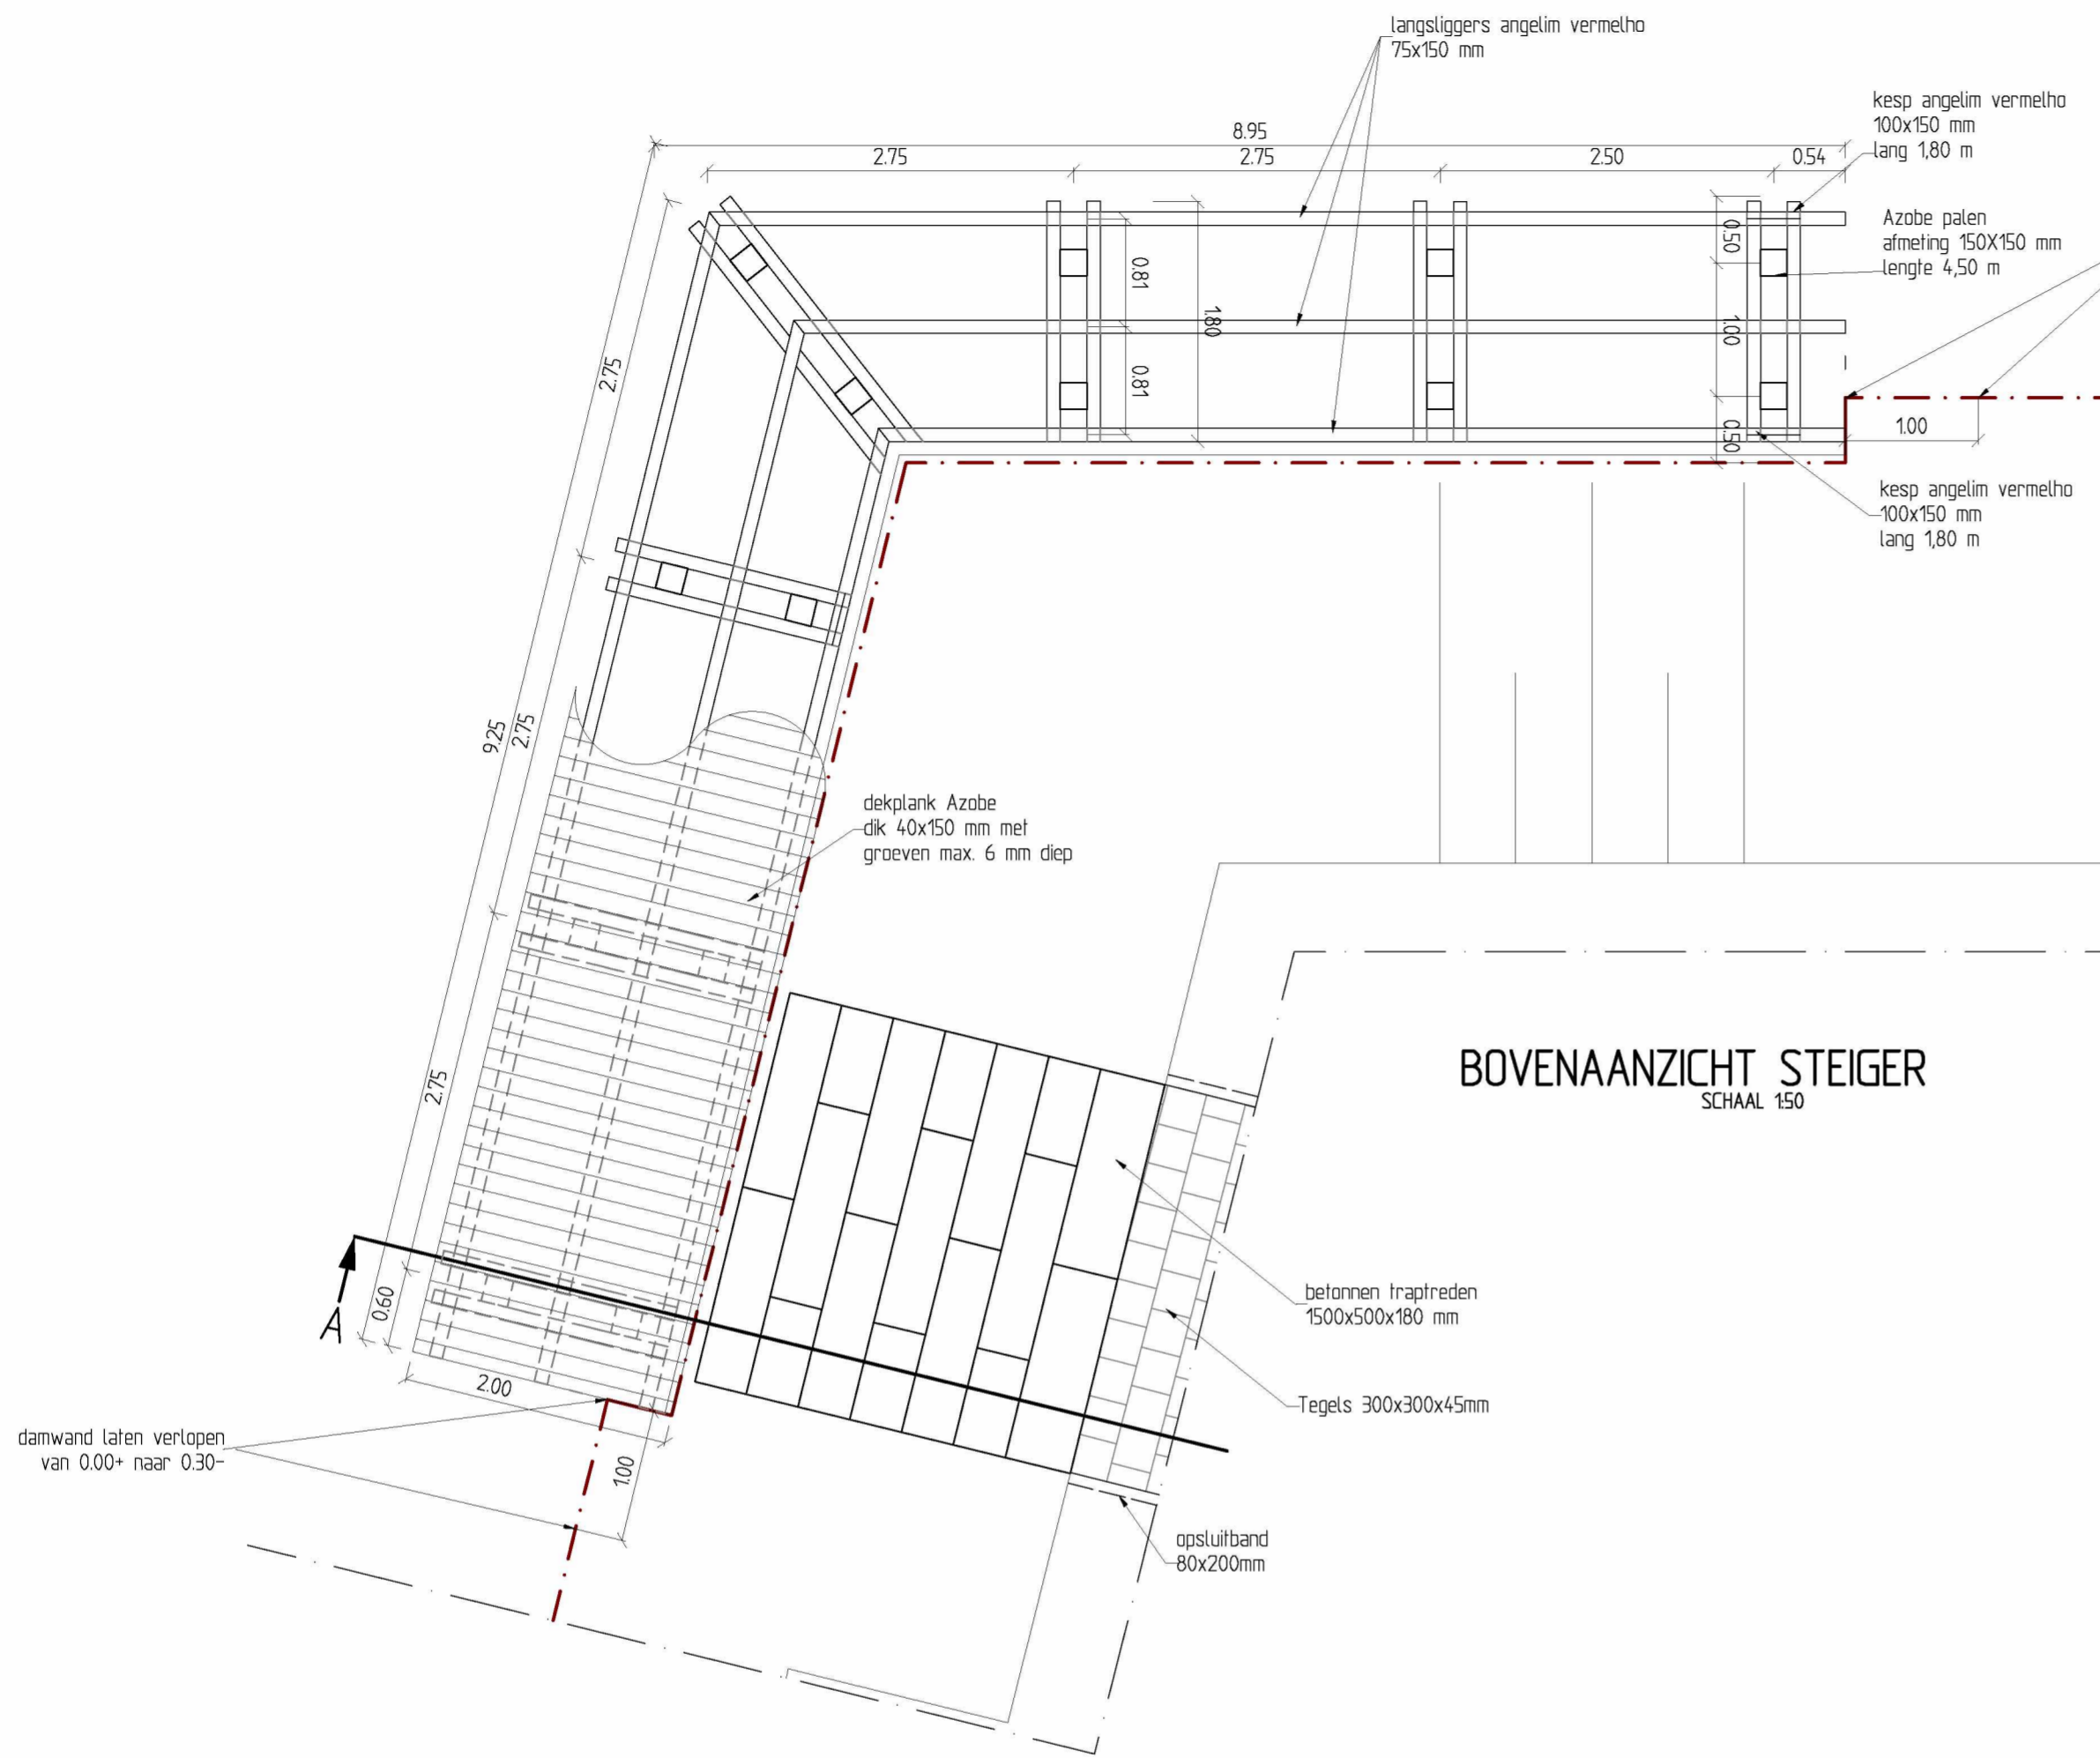 langsliggers angelim vermelho
75x150 mm
kesp angelim vermelho
100x150 mm
lang 1,80 m
8.95
2.75
2.75
2.50
0.54
Azobe palen
afmeting 150X150 mm
lengte 4,50 m
0.50
1.00
0.50
0.81
0.81
1.80
1.00
kesp angelim vermelho
100x150 mm
lang 1,80 m
2.75
9.25
2.75
dekplank Azobe
dik 40x150 mm met
groeven max. 6 mm diep
BOVENAANZICHT STEIGER
SCHAAL 1:50
2.75
A
0.60
2.00
betonnen traptreden
1500x500x180 mm
Tegels 300x300x45mm
damwand laten verlopen
van 0.00+ naar 0.30-
1.00
opsluitband
80x200mm